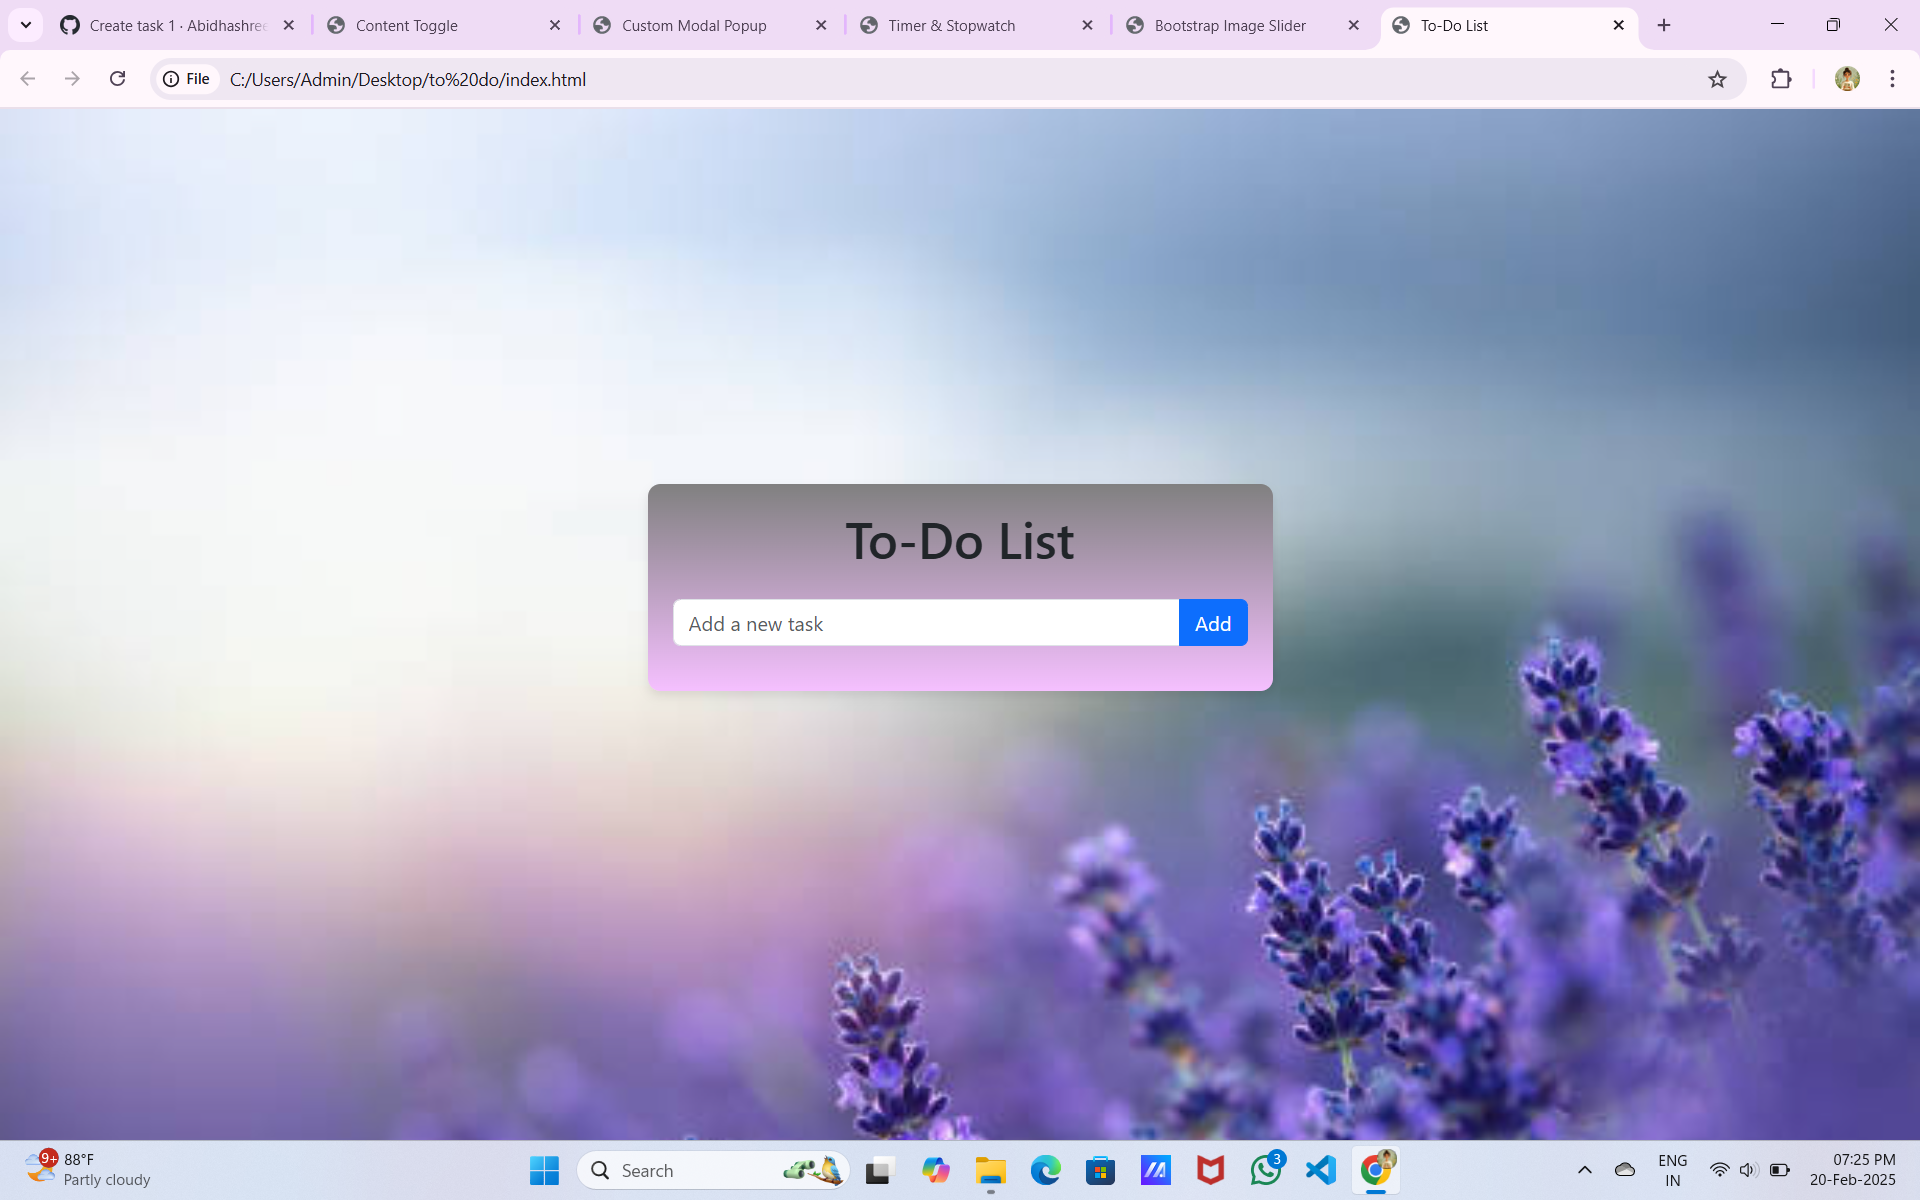 Create task 1 · Abidhashree
Content Toggle
Custom Modal Popup
Timer & Stopwatch
Bootstrap Image Slider
To-Do List
File
C:/Users/Admin/Desktop/to%20do/index.html
To-Do List
Add a new task
Add
9+
88°F
Partly cloudy
Search
3
ENG
IN
07:25 PM
20-Feb-2025